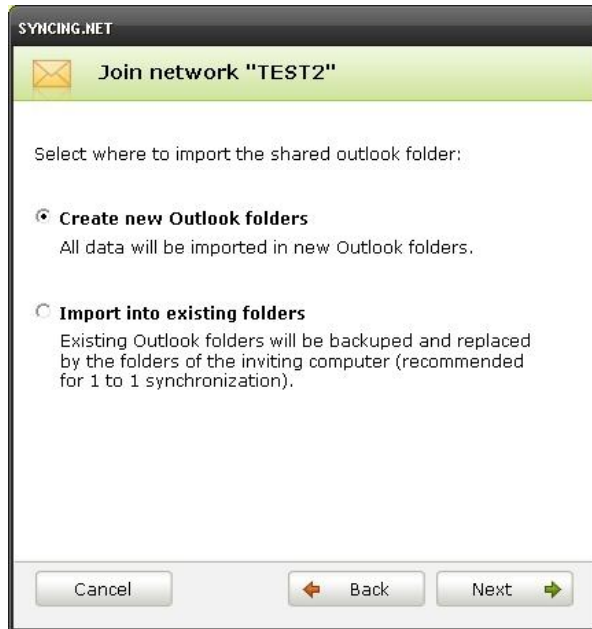 SYNCING.NET
Join network "TEST2"
Select where to import the shared outlook folder:
Create new Outlook folders
All data will be imported in new Outlook folders.
Import into existing folders
Existing Outlook folders will be backuped and replaced
by the folders of the inviting computer (recommended
for 1 to 1 synchronization).
Cancel
Back
Next